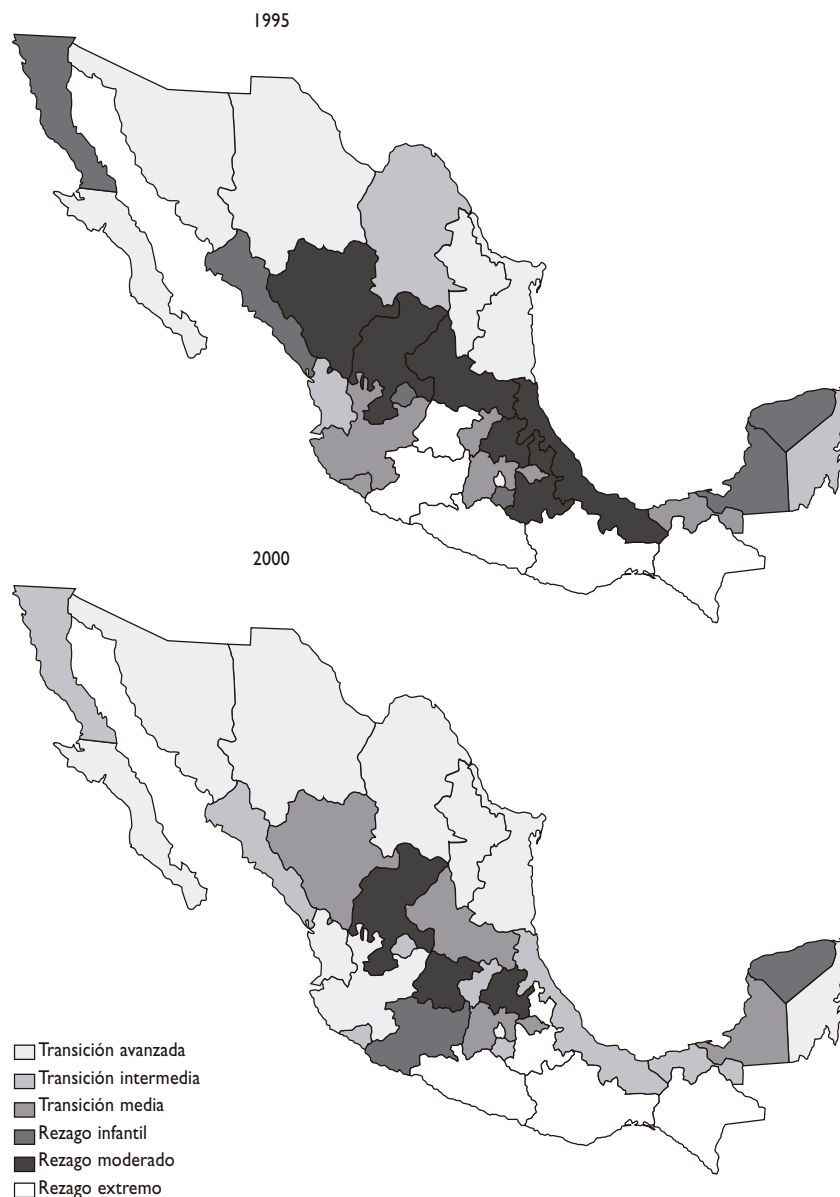 1995
2000
Transición avanzada
Transición intermedia
Transición media
Rezago infantil
Rezago moderado
Rezago extremo